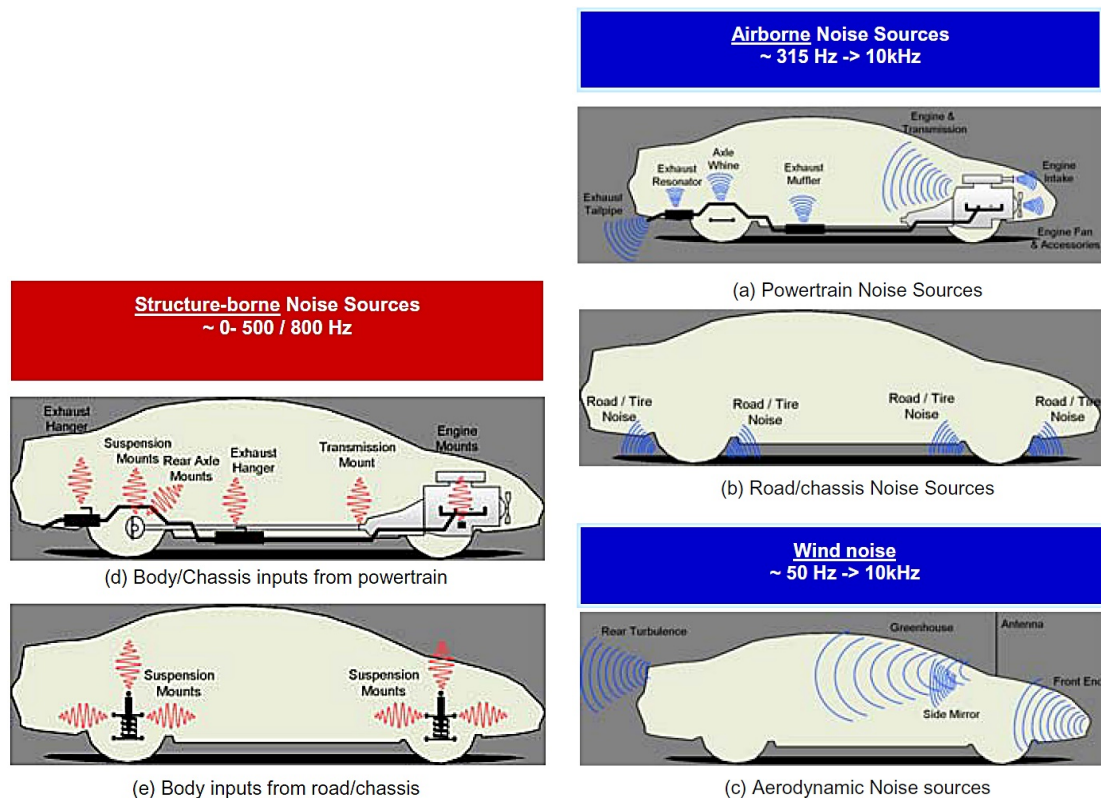 Airborne Noise Sources
~ 315 Hz -> 10kHz
Engine &
Transmission
Axle
Whine
Exhaust
Resonator
Exhaust
Muffler
Engine
Intake
Exhaust
Tailpipe
Engine Fan
& Accessories
(a) Powertrain Noise Sources
Road / Tire
Noise
Road / Tire
Noise
Road / Tire
Noise
Road / Tire
Noise
(b) Road/chassis Noise Sources
Wind noise
~ 50 Hz -> 10kHz
Rear Turbulence
Greenhouse
Antenna
Front End
Side Mirror
(c) Aerodynamic Noise sources
Structure-borne Noise Sources
~ 0- 500 / 800 Hz
Exhaust
Hanger
Suspension
Mounts
Rear Axle
Mounts
Exhaust
Hanger
Transmission
Mount
Engine
Mounts
(d) Body/Chassis inputs from powertrain
Suspension
Mounts
Suspension
Mounts
(e) Body inputs from road/chassis